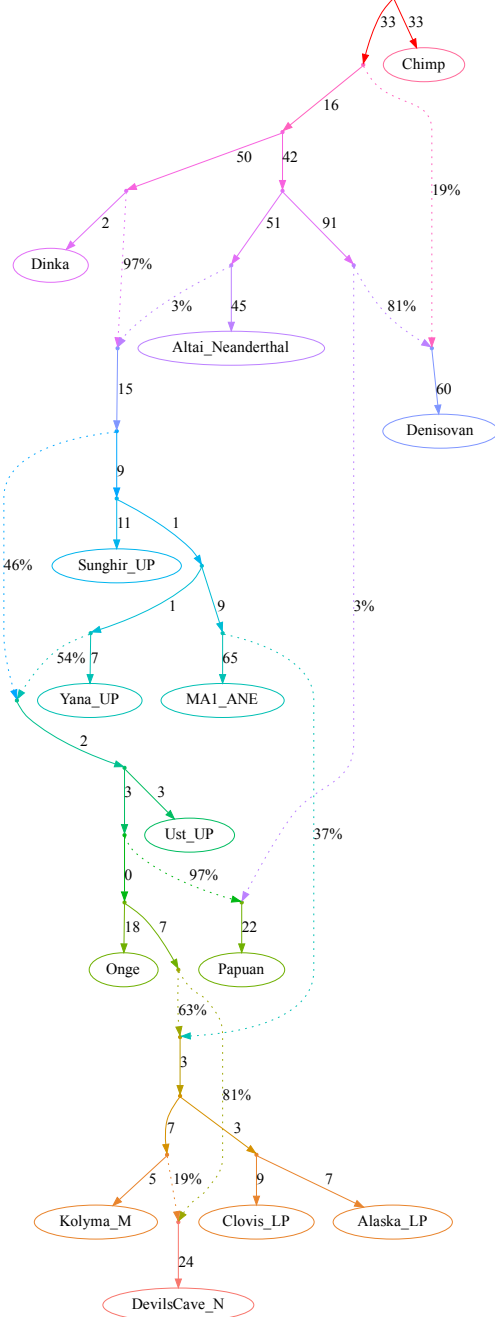 33 33
Chimp
16
50 42
19%
51 91
2
Dinka
97%
3% 45 81%
Altai_Neanderthal
15 60
Denisovan
9
11 1
46% Sunghir_UP
1 9 3%
54% 7 65
Yana_UP MA1_ANE
2
3 3
Ust_UP 37%
0 97%
18 7 22
Onge Papuan
63%
3
81%
7 3
5 19% 9 7
Kolyma_M Clovis_LP Alaska_LP
24
DevilsCave_N